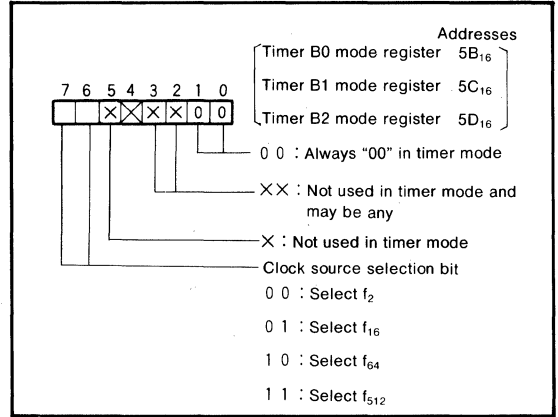 Addresses
Timer B0 mode register 5B₁₆
Timer B1 mode register 5C₁₆
Timer B2 mode register 5D₁₆
7 6 5 4 3 2 1 0
× × × × 0 0
0 0 : Always “00” in timer mode
×× : Not used in timer mode and
may be any
× : Not used in timer mode
Clock source selection bit
0 0 : Select f₂
0 1 : Select f₁₆
1 0 : Select f₆₄
1 1 : Select f₅₁₂